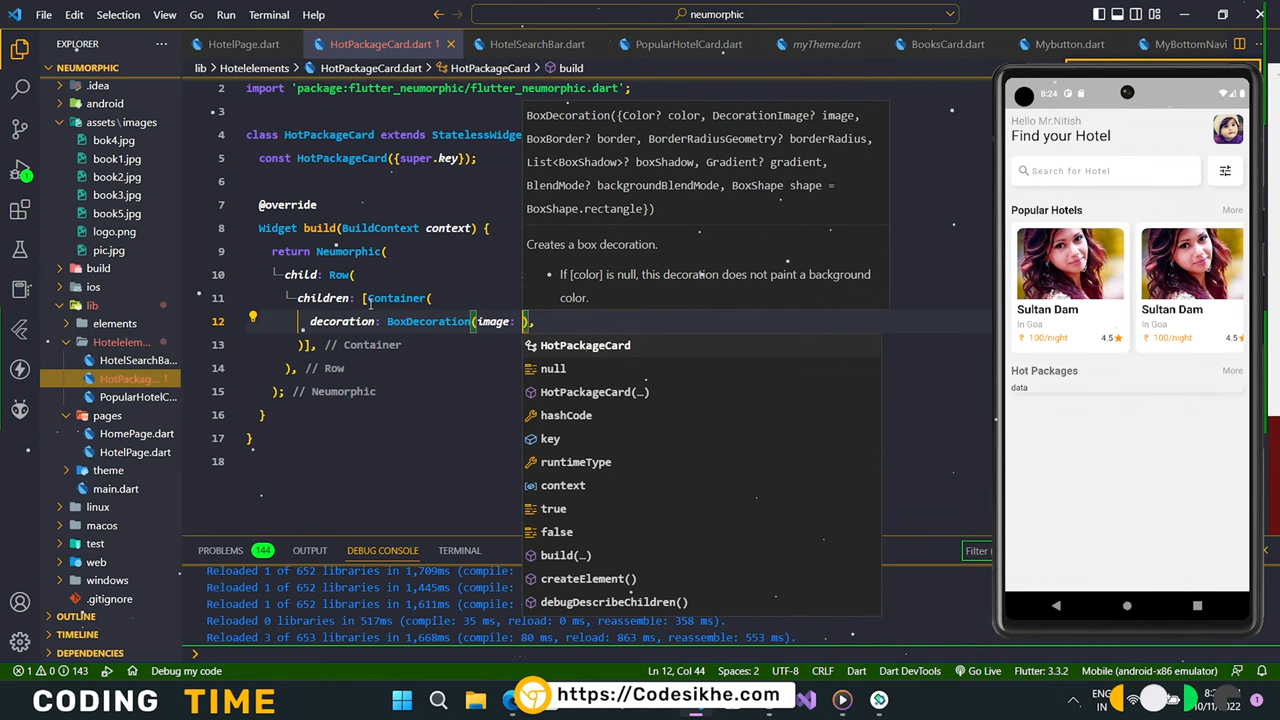 File Edit Selection View Go Run Terminal Help
neumorphic
EXPLORER
HotelPage.dart
HotPackageCard.dart 1
HotelSearchBar.dart
PopularHotelCard.dart
myTheme.dart
BooksCard.dart
Mybutton.dart
MyBottomNavi
NEUMORPHIC
lib > Hotelelements > HotPackageCard.dart > HotPackageCard > build
.idea
android
assets \ images
bok4.jpg
book1.jpg
book2.jpg
book3.jpg
book5.jpg
logo.png
pic.jpg
build
ios
lib
elements
Hotelelem...
HotelSearchBa...
HotPackag... 1
PopularHotelC...
pages
HomePage.dart
HotelPage.dart
theme
main.dart
linux
macos
test
web
windows
.gitignore
OUTLINE
TIMELINE
DEPENDENCIES
2 import 'package:flutter_neumorphic/flutter_neumorphic.dart';
3
4 class HotPackageCard extends StatelessWidge
5 const HotPackageCard({super.key});
6
7 @override
8 Widget build(BuildContext context) {
9 return Neumorphic(
10 child: Row(
11 children: [Container(
12 decoration: BoxDecoration(image: ),
13 )], // Container
14 ), // Row
15 ); // Neumorphic
16 }
17 }
18
BoxDecoration({Color? color, DecorationImage? image,
BoxBorder? border, BorderRadiusGeometry? borderRadius,
List<BoxShadow>? boxShadow, Gradient? gradient,
BlendMode? backgroundBlendMode, BoxShape shape =
BoxShape.rectangle})
Creates a box decoration.
• If [color] is null, this decoration does not paint a background
color.
HotPackageCard
null
HotPackageCard(…)
hashCode
key
runtimeType
context
true
false
build(…)
createElement()
debugDescribeChildren()
PROBLEMS 144 OUTPUT DEBUG CONSOLE TERMINAL
Filter (
Reloaded 1 of 652 libraries in 1,709ms (compile:
Reloaded 1 of 652 libraries in 1,445ms (compile:
Reloaded 1 of 652 libraries in 1,611ms (compile:
Reloaded 0 libraries in 517ms (compile: 35 ms, reload: 0 ms, reassemble: 358 ms).
Reloaded 3 of 653 libraries in 1,668ms (compile: 80 ms, reload: 863 ms, reassemble: 553 ms).
8:24
Hello Mr.Nitish
Find your Hotel
Search for Hotel
Popular Hotels More
Sultan Dam
In Goa
₹ 100/night 4.5
Sultan Dam
In Goa
₹ 100/night 4.5
Hot Packages More
data
1 0 143 Debug my code
Ln 12, Col 44 Spaces: 2 UTF-8 CRLF Dart Dart DevTools Go Live Flutter: 3.3.2 Mobile (android-x86 emulator)
CODING TIME
https://Codesikhe.com
ENG
IN
10/11/2022
1